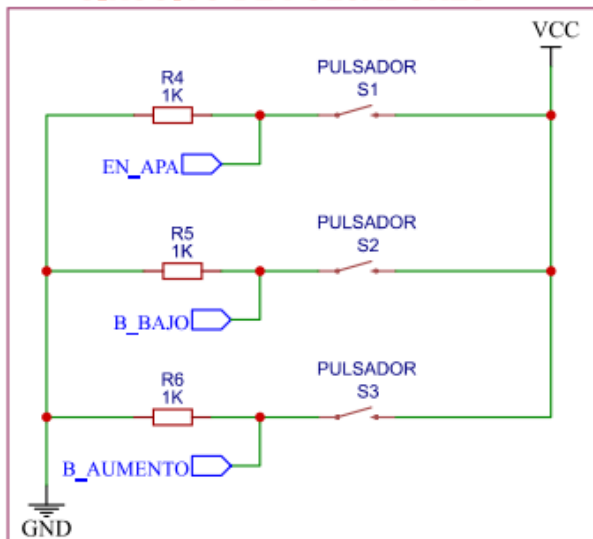 VCC
R4
1K
PULSADOR
S1
EN_APA
R5
1K
PULSADOR
S2
B_BAJO
R6
1K
PULSADOR
S3
B_AUMENTO
GND